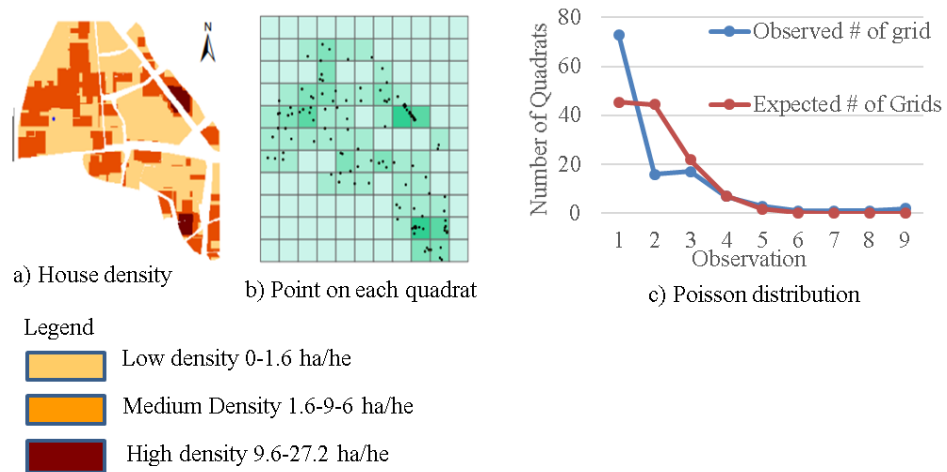 N
a) House density
b) Point on each quadrat
Number of Quadrats
80
60
40
20
0
Observed # of grid
Expected # of Grids
1 2 3 4 5 6 7 8 9
Observation
c) Poisson distribution
Legend
Low density 0-1.6 ha/he
Medium Density 1.6-9-6 ha/he
High density 9.6-27.2 ha/he